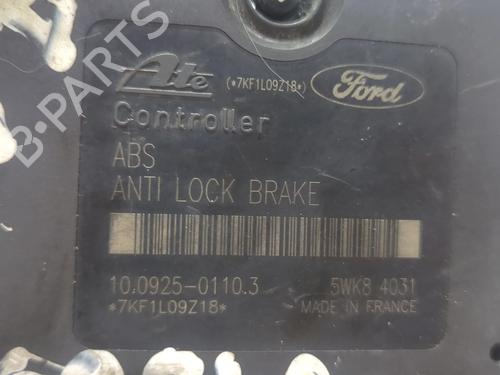 Ate (*7KF1L09Z18*) Ford
Controller
ABS
ANTI LOCK BRAKE
10.0925-0110.3 5WK8 4031
*7KF1L09Z18* MADE IN FRANCE
B-PARTS